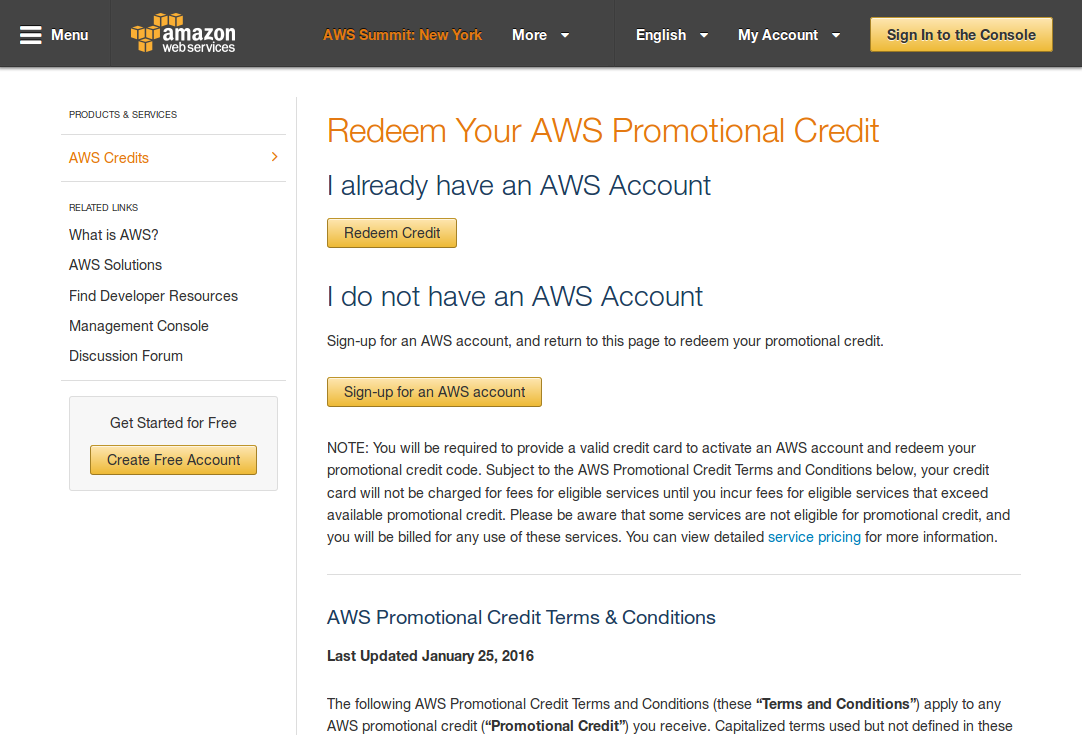 Menu
amazon
web services
AWS Summit: New York
More
English
My Account
Sign In to the Console
PRODUCTS & SERVICES
AWS Credits
RELATED LINKS
What is AWS?
AWS Solutions
Find Developer Resources
Management Console
Discussion Forum
Get Started for Free
Create Free Account
Redeem Your AWS Promotional Credit
I already have an AWS Account
Redeem Credit
I do not have an AWS Account
Sign-up for an AWS account, and return to this page to redeem your promotional credit.
Sign-up for an AWS account
NOTE: You will be required to provide a valid credit card to activate an AWS account and redeem your
promotional credit code. Subject to the AWS Promotional Credit Terms and Conditions below, your credit
card will not be charged for fees for eligible services until you incur fees for eligible services that exceed
available promotional credit. Please be aware that some services are not eligible for promotional credit, and
you will be billed for any use of these services. You can view detailed service pricing for more information.
AWS Promotional Credit Terms & Conditions
Last Updated January 25, 2016
The following AWS Promotional Credit Terms and Conditions (these “Terms and Conditions”) apply to any
AWS promotional credit (“Promotional Credit”) you receive. Capitalized terms used but not defined in these